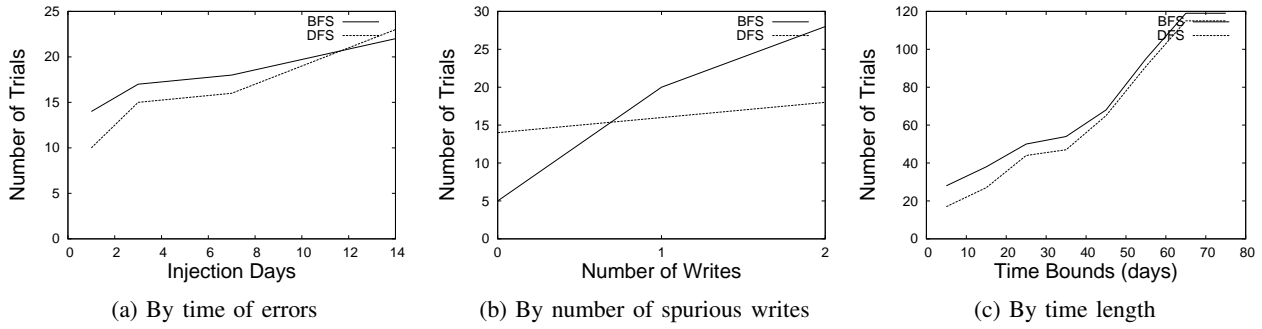 25
20
15
10
5
0
Number of Trials
BFS
DFS
0 2 4 6 8 10 12 14
Injection Days
(a) By time of errors
30
25
20
15
10
5
0
Number of Trials
BFS
DFS
0 1 2
Number of Writes
(b) By number of spurious writes
120
100
80
60
40
20
0
Number of Trials
BFS
DFS
0 10 20 30 40 50 60 70 80
Time Bounds (days)
(c) By time length